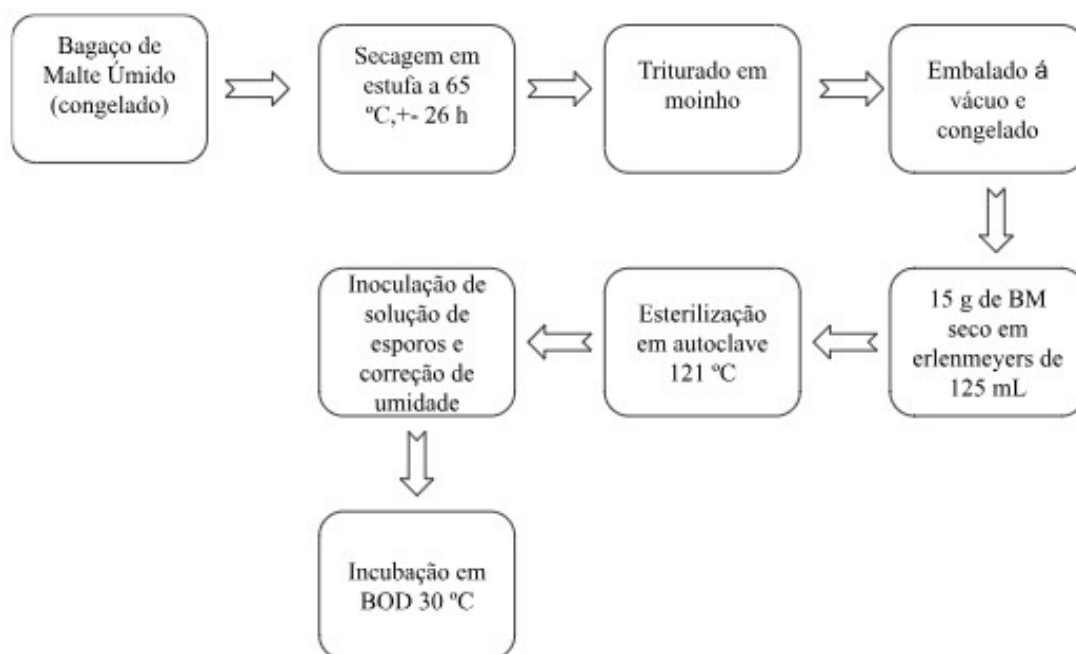 Bagaço de
Malte Úmido
(congelado)
Secagem em
estufa a 65
ºC,+- 26 h
Triturado em
moinho
Embalado á
vácuo e
congelado
15 g de BM
seco em
erlenmeyers de
125 mL
Esterilização
em autoclave
121 ºC
Inoculação de
solução de
esporos e
correção de
umidade
Incubação em
BOD 30 ºC